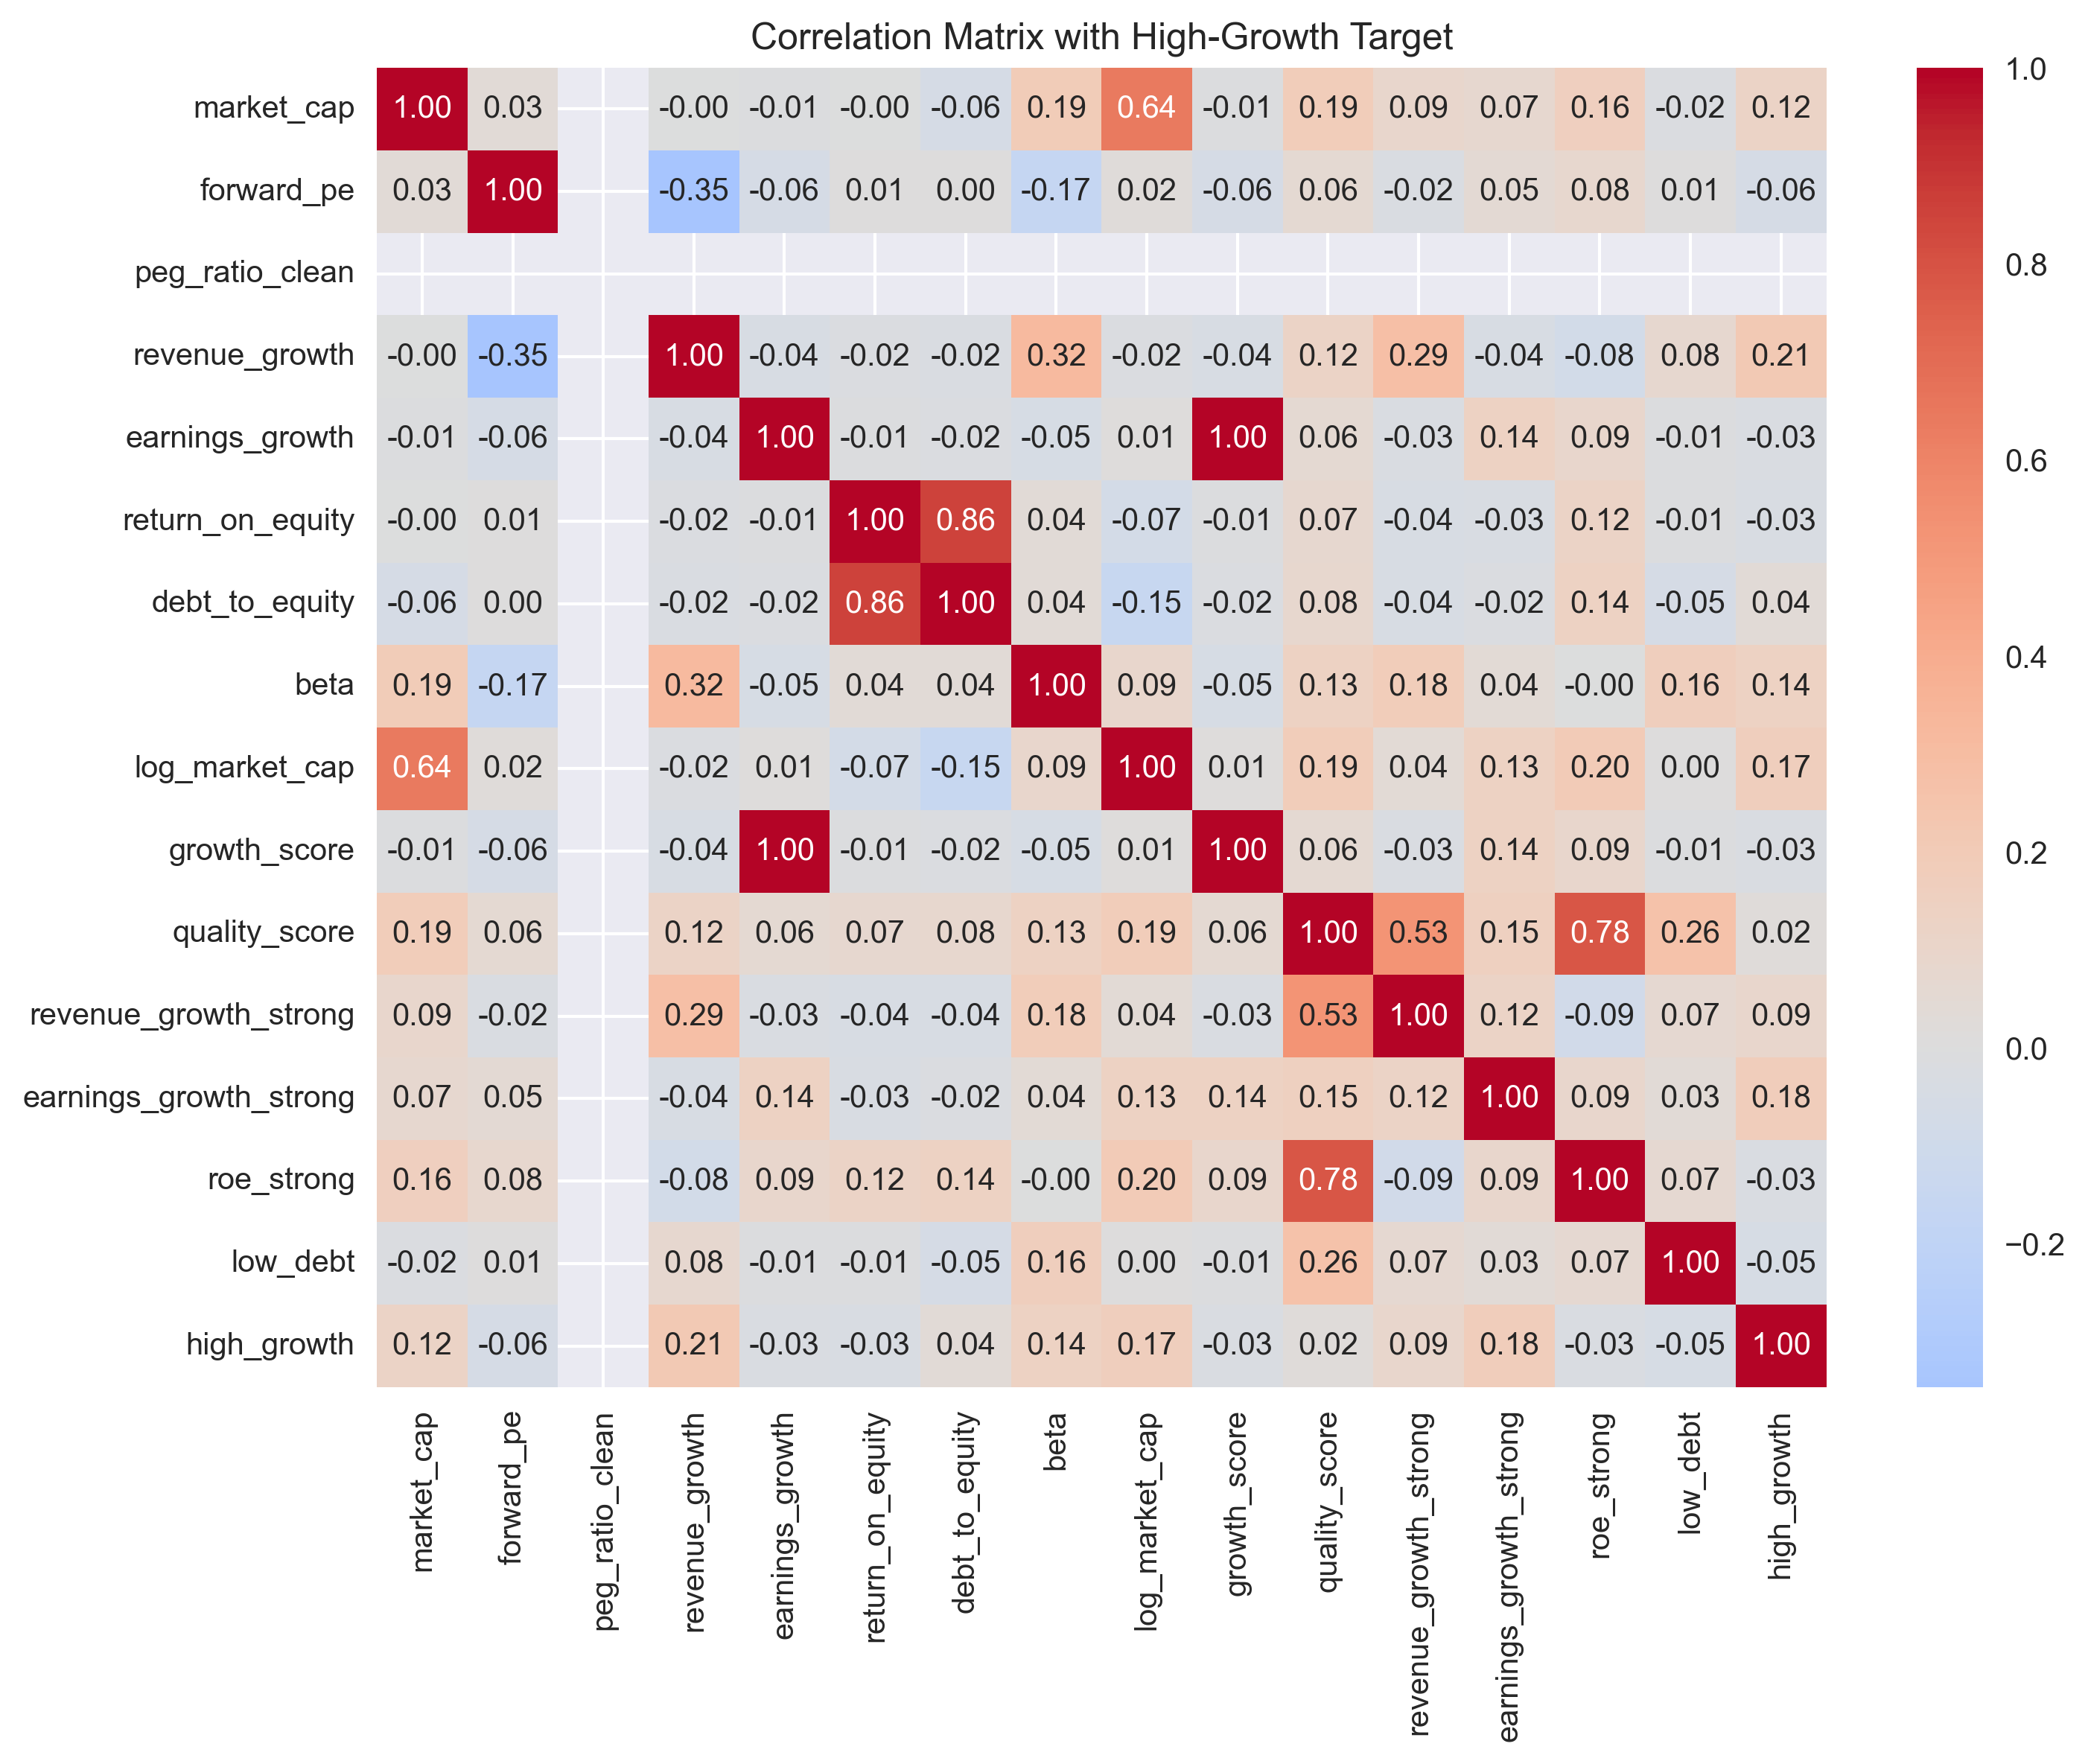 Correlation Matrix with High-Growth Target
market_cap 1.00 0.03 -0.00 -0.01 -0.00 -0.06 0.19 0.64 -0.01 0.19 0.09 0.07 0.16 -0.02 0.12
forward_pe 0.03 1.00 -0.35 -0.06 0.01 0.00 -0.17 0.02 -0.06 0.06 -0.02 0.05 0.08 0.01 -0.06
peg_ratio_clean
revenue_growth -0.00 -0.35 1.00 -0.04 -0.02 -0.02 0.32 -0.02 -0.04 0.12 0.29 -0.04 -0.08 0.08 0.21
earnings_growth -0.01 -0.06 -0.04 1.00 -0.01 -0.02 -0.05 0.01 1.00 0.06 -0.03 0.14 0.09 -0.01 -0.03
return_on_equity -0.00 0.01 -0.02 -0.01 1.00 0.86 0.04 -0.07 -0.01 0.07 -0.04 -0.03 0.12 -0.01 -0.03
debt_to_equity -0.06 0.00 -0.02 -0.02 0.86 1.00 0.04 -0.15 -0.02 0.08 -0.04 -0.02 0.14 -0.05 0.04
beta 0.19 -0.17 0.32 -0.05 0.04 0.04 1.00 0.09 -0.05 0.13 0.18 0.04 -0.00 0.16 0.14
log_market_cap 0.64 0.02 -0.02 0.01 -0.07 -0.15 0.09 1.00 0.01 0.19 0.04 0.13 0.20 0.00 0.17
growth_score -0.01 -0.06 -0.04 1.00 -0.01 -0.02 -0.05 0.01 1.00 0.06 -0.03 0.14 0.09 -0.01 -0.03
quality_score 0.19 0.06 0.12 0.06 0.07 0.08 0.13 0.19 0.06 1.00 0.53 0.15 0.78 0.26 0.02
revenue_growth_strong 0.09 -0.02 0.29 -0.03 -0.04 -0.04 0.18 0.04 -0.03 0.53 1.00 0.12 -0.09 0.07 0.09
earnings_growth_strong 0.07 0.05 -0.04 0.14 -0.03 -0.02 0.04 0.13 0.14 0.15 0.12 1.00 0.09 0.03 0.18
roe_strong 0.16 0.08 -0.08 0.09 0.12 0.14 -0.00 0.20 0.09 0.78 -0.09 0.09 1.00 0.07 -0.03
low_debt -0.02 0.01 0.08 -0.01 -0.01 -0.05 0.16 0.00 -0.01 0.26 0.07 0.03 0.07 1.00 -0.05
high_growth 0.12 -0.06 0.21 -0.03 -0.03 0.04 0.14 0.17 -0.03 0.02 0.09 0.18 -0.03 -0.05 1.00
market_cap
forward_pe
peg_ratio_clean
revenue_growth
earnings_growth
return_on_equity
debt_to_equity
beta
log_market_cap
growth_score
quality_score
revenue_growth_strong
earnings_growth_strong
roe_strong
low_debt
high_growth
1.0
0.8
0.6
0.4
0.2
0.0
−0.2